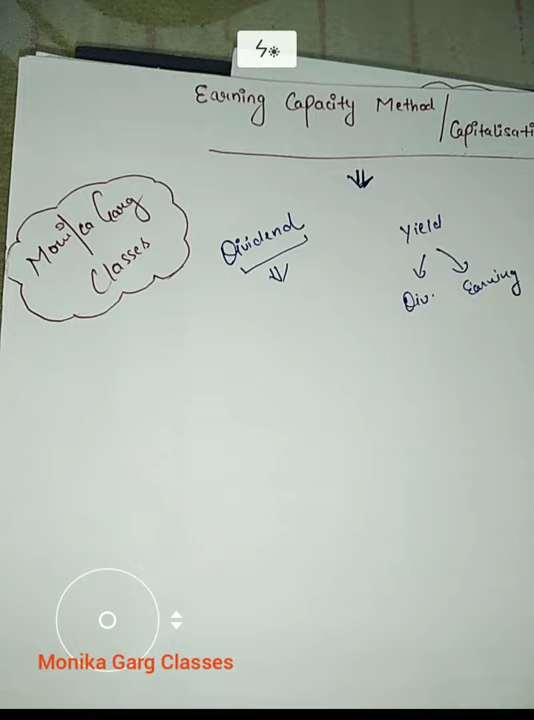 Earning Capacity Method / Capitalisati
Monika Garg
Classes
Dividend
Yield
Div.
Earning
Monika Garg Classes